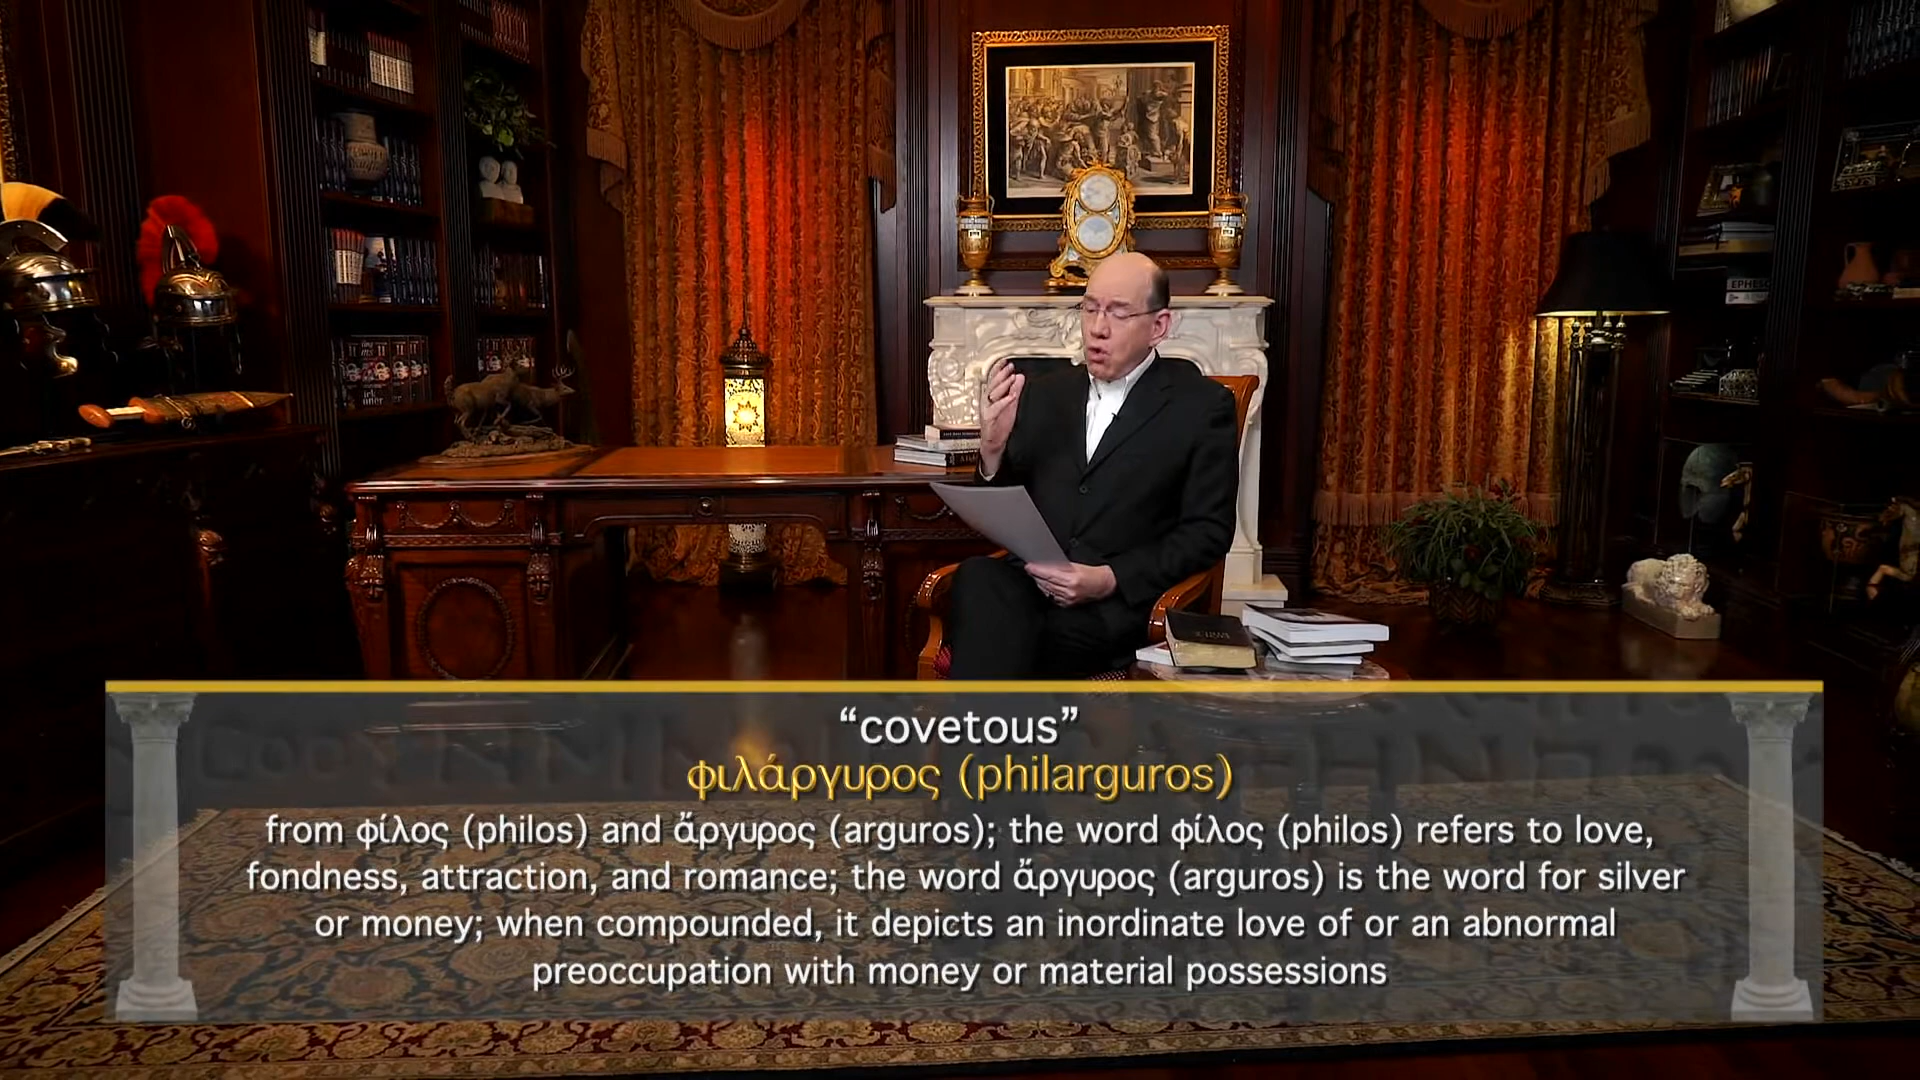 EPHES
“covetous”
φιλάργυρος (philarguros)
from φίλος (philos) and ἄργυρος (arguros); the word φίλος (philos) refers to love,
fondness, attraction, and romance; the word ἄργυρος (arguros) is the word for silver
or money; when compounded, it depicts an inordinate love of or an abnormal
preoccupation with money or material possessions